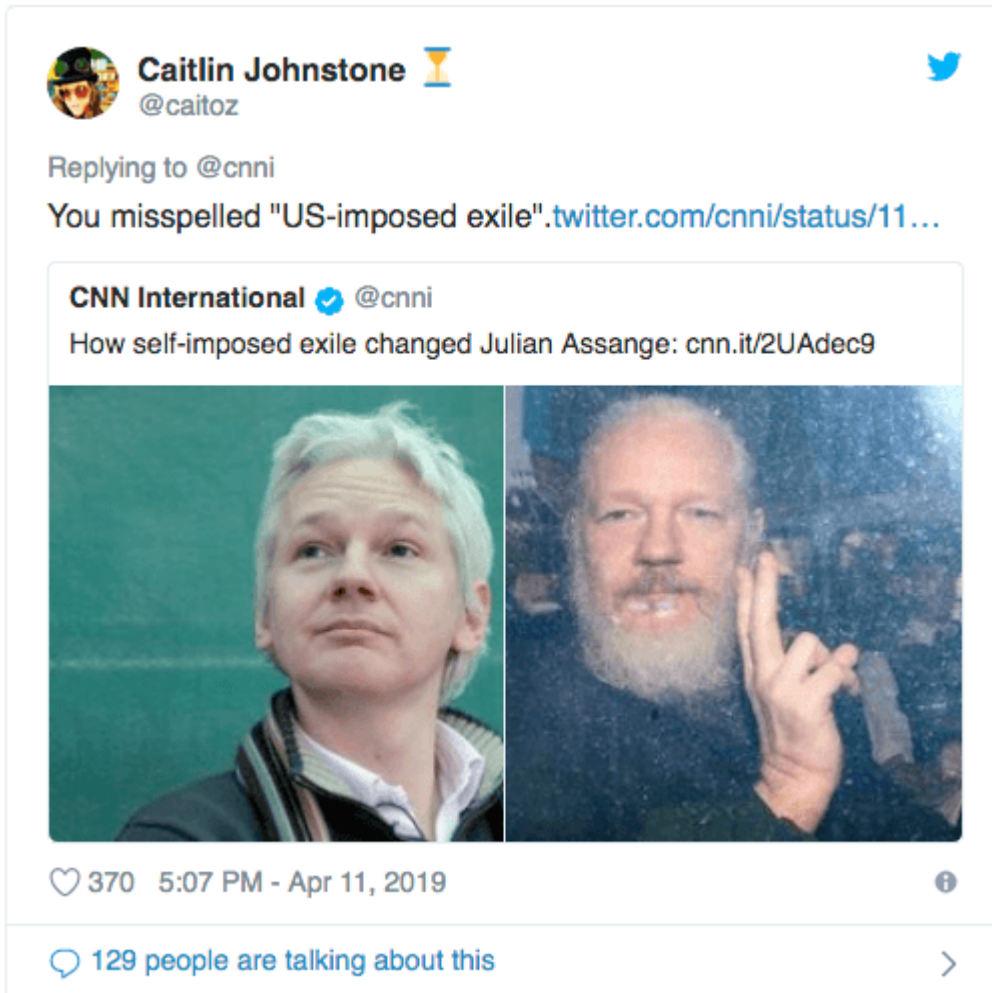 Caitlin Johnstone ⏳
@caitoz
Replying to @cnni
You misspelled "US-imposed exile".twitter.com/cnni/status/11…
CNN International @cnni
How self-imposed exile changed Julian Assange: cnn.it/2UAdec9
370 5:07 PM - Apr 11, 2019
129 people are talking about this